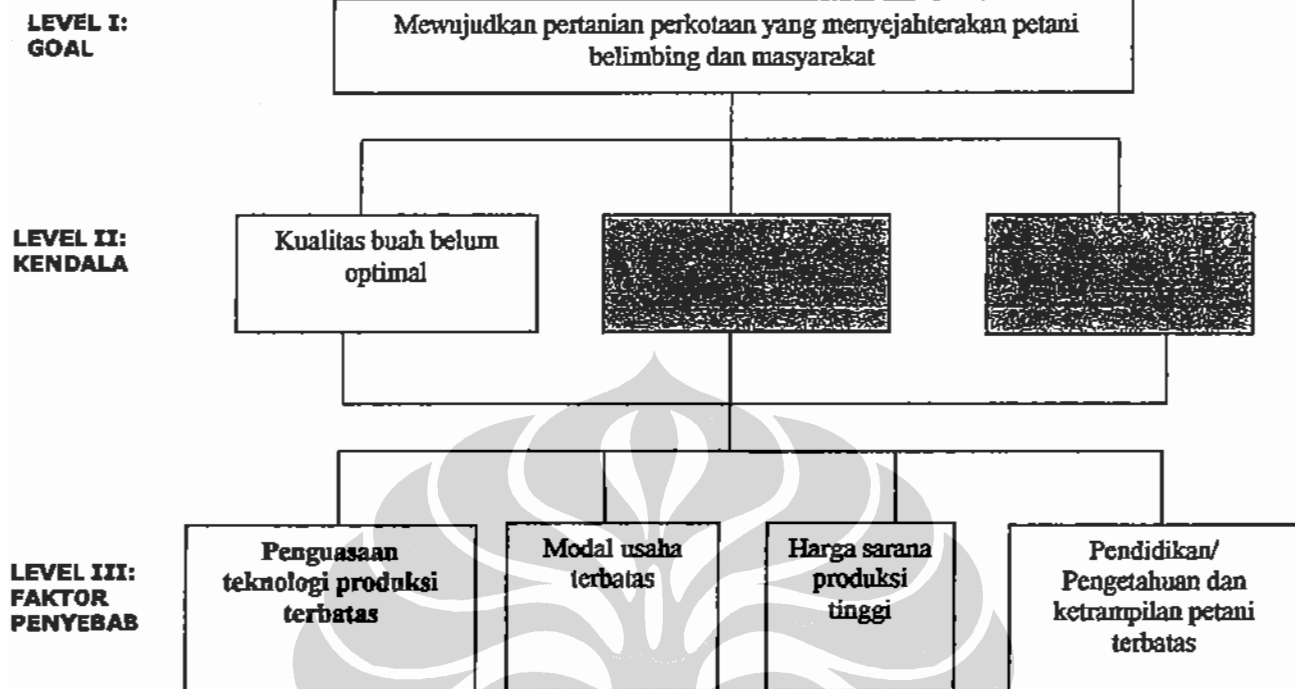 LEVEL I:
GOAL
Mewujudkan pertanian perkotaan yang menyejahterakan petani
belimbing dan masyarakat
LEVEL II:
KENDALA
Kualitas buah belum
optimal
LEVEL III:
FAKTOR
PENYEBAB
Penguasaan
teknologi produksi
terbatas
Modal usaha
terbatas
Harga sarana
produksi
tinggi
Pendidikan/
Pengetahuan dan
ketrampilan petani
terbatas